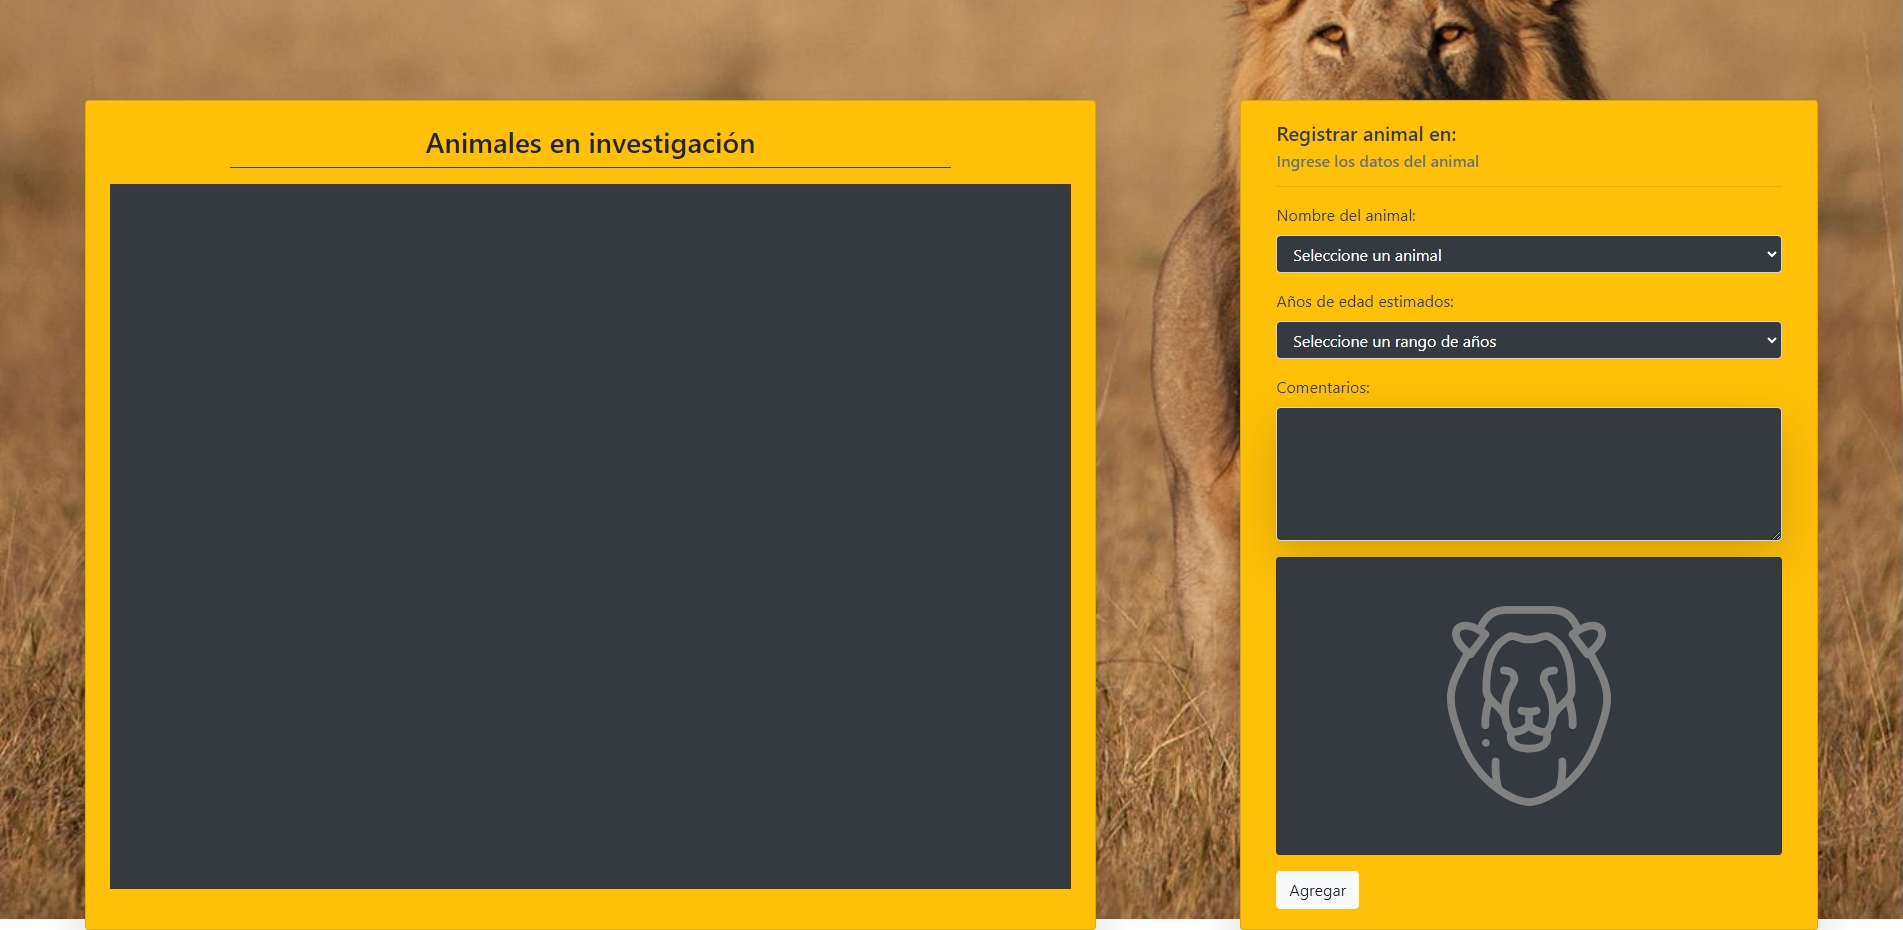 Animales en investigación
Registrar animal en:
Ingrese los datos del animal
Nombre del animal:
Seleccione un animal
Años de edad estimados:
Seleccione un rango de años
Comentarios:
Agregar